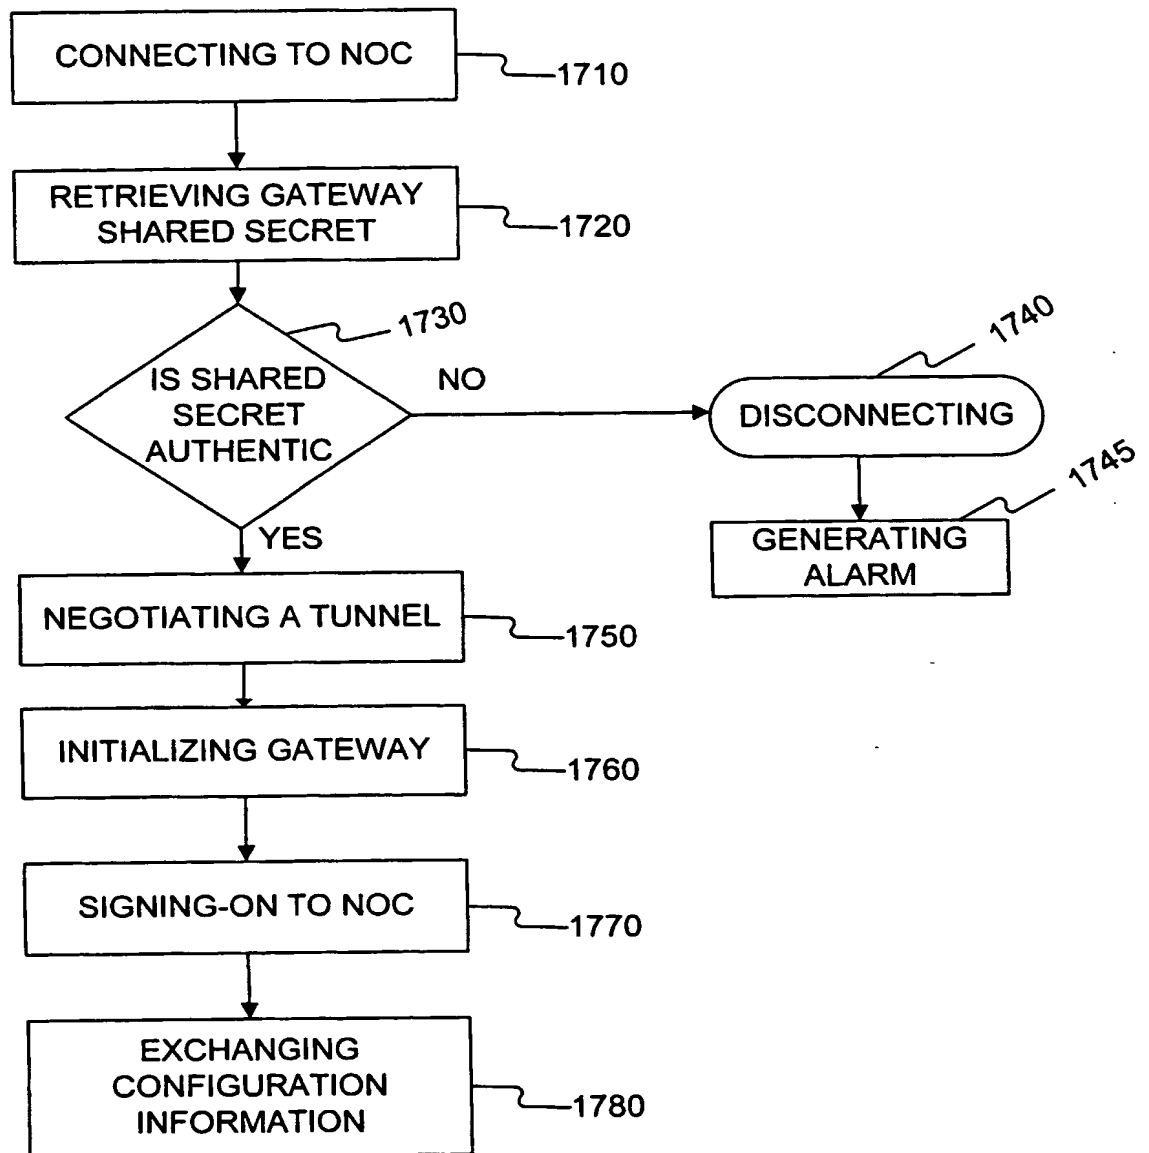 CONNECTING TO NOC
1710
RETRIEVING GATEWAY
SHARED SECRET
1720
1730
IS SHARED
SECRET
AUTHENTIC
NO
1740
DISCONNECTING
1745
GENERATING
ALARM
YES
NEGOTIATING A TUNNEL
1750
INITIALIZING GATEWAY
1760
SIGNING-ON TO NOC
1770
EXCHANGING
CONFIGURATION
INFORMATION
1780